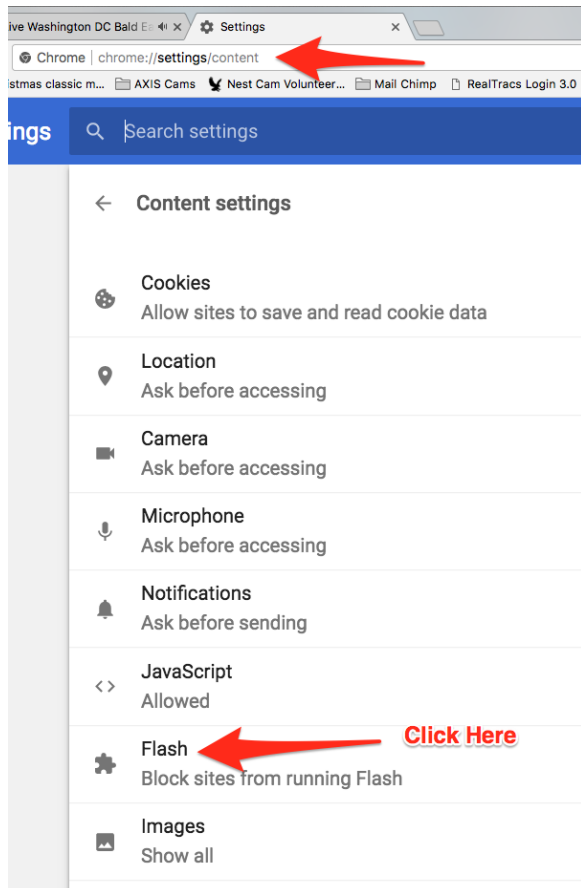 ive Washington DC Bald Ea Settings
Chrome chrome://settings/content
istmas classic m... AXIS Cams Nest Cam Volunteer... Mail Chimp RealTracs Login 3.0
ings Search settings
Content settings
Cookies
Allow sites to save and read cookie data
Location
Ask before accessing
Camera
Ask before accessing
Microphone
Ask before accessing
Notifications
Ask before sending
JavaScript
Allowed
Flash
Click Here
Block sites from running Flash
Images
Show all